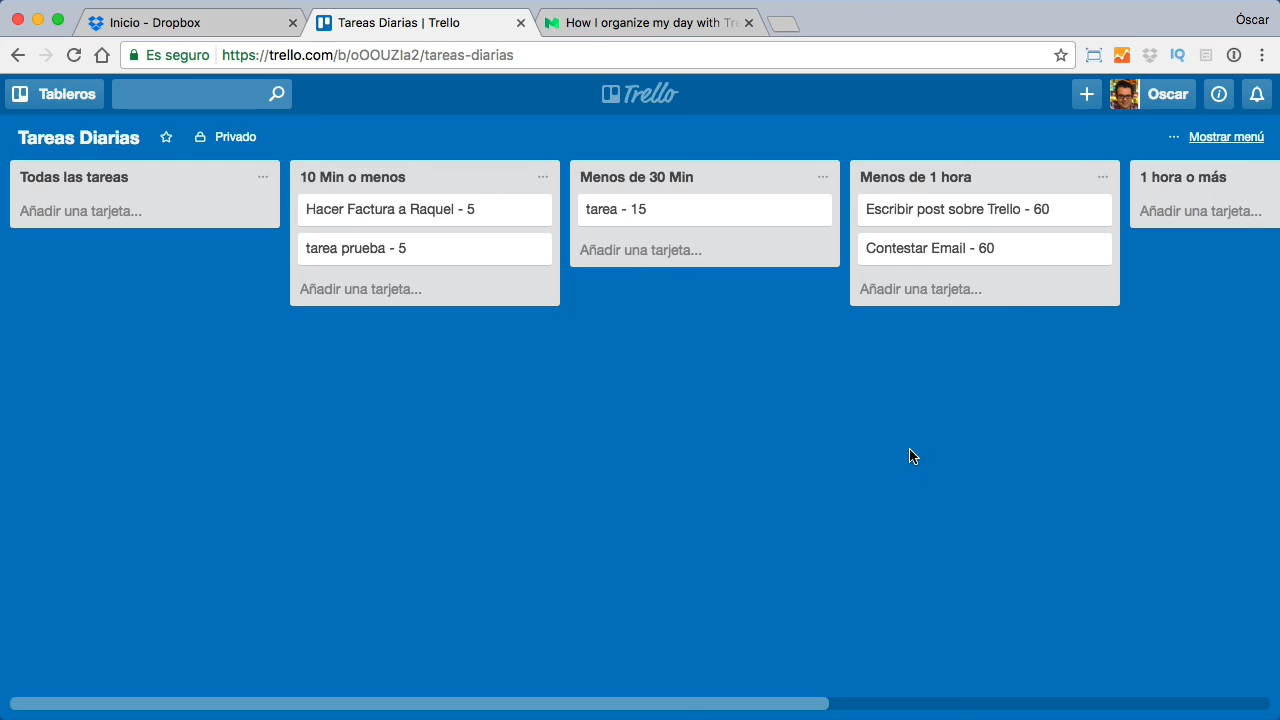 Inicio - Dropbox
Tareas Diarias | Trello
How I organize my day with Tre
Óscar
Es seguro
https://trello.com/b/oOOUZIa2/tareas-diarias
IQ
Tableros
Trello
Oscar
Tareas Diarias
Privado
... Mostrar menú
Todas las tareas ...
Añadir una tarjeta...
10 Min o menos ...
Hacer Factura a Raquel - 5
tarea prueba - 5
Añadir una tarjeta...
Menos de 30 Min ...
tarea - 15
Añadir una tarjeta...
Menos de 1 hora ...
Escribir post sobre Trello - 60
Contestar Email - 60
Añadir una tarjeta...
1 hora o más
Añadir una tarjeta...